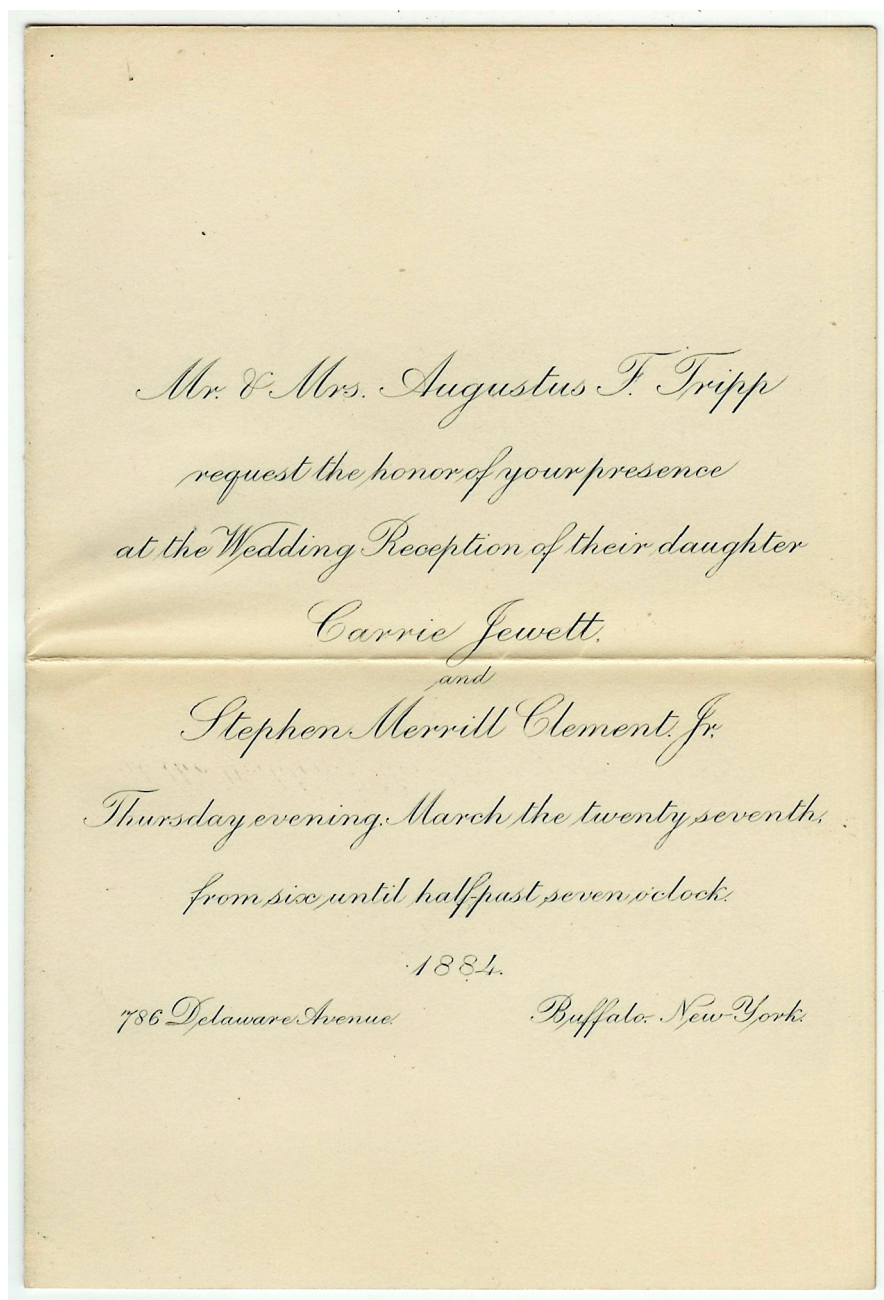 Mr. & Mrs. Augustus F. Tripp
request the honor of your presence
at the Wedding Reception of their daughter
Carrie Jewett,
and
Stephen Merrill Clement, Jr.
Thursday evening, March the twenty seventh,
from six until half-past seven o'clock.
1884.
786 Delaware Avenue. Buffalo-New-York.